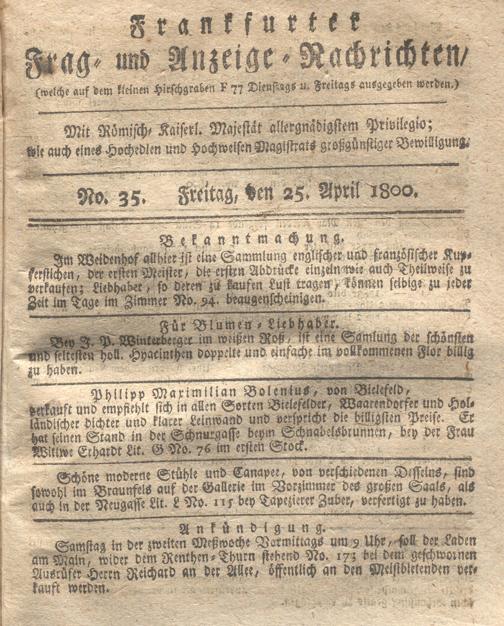 Frankfurter
Frag- und Anzeige-Nachrichten,
(welche auf dem kleinen Hirschgraben F 77 Dienstags u. Freitags ausgegeben werden.)
Mit Römisch-Kaiserl. Majestät allergnädigstem Privilegio;
wie auch eines Hochedlen und Hochweisen Magistrats großgünstiger Bewilligung.
No. 35. Freitag, den 25. April 1800.
Bekanntmachung.
Im Weidenhof allhier ist eine Sammlung englischer und französischer Kup-
ferstichen, der ersten Meister, die ersten Abdrücke einzeln wie auch Theilweise zu
verkaufen; Liebhaber, so deren zu kaufen Lust tragen, können selbige zu jeder
Zeit im Tage im Zimmer No. 94. beaugenscheinigen.
Für Blumen-Liebhaber.
Bey J. P. Winterberger im weißen Roß, ist eine Samlung der schönsten
und seltesten holl. Hyacinthen doppelte und einfache im vollkommenen Flor billig
zu haben.
Philipp Maximilian Bolenius, von Bielefeld,
verkauft und empfiehlt sich in allen Sorten Bielefelder, Waarendorfer und Hol-
ländischer dichter und klarer Leinwand und verspricht die billigsten Preise. Er
hat seinen Stand in der Schnurgasse beym Schnabelsbrunnen, bey der Frau
Wittwe Erhardt Lit. G No. 76 im ersten Stock.
Schöne moderne Stühle und Canapee, von verschiedenen Desseins, sind
sowohl im Braunfels auf der Gallerie im Vorzimmer des großen Saals, als
auch in der Neugasse Lit. L No. 115 bey Tapezierer Zuber, verfertigt zu haben.
Ankündigung.
Samstag in der zweiten Meßwoche Vormittags um 9 Uhr, soll der Laden
am Main, wider dem Renthen-Thurn stehend No. 173 bei dem geschwornen
Ausrüfer Herrn Reichard an der Allee, öffentlich an den Meistbietenden ver-
kauft werden.